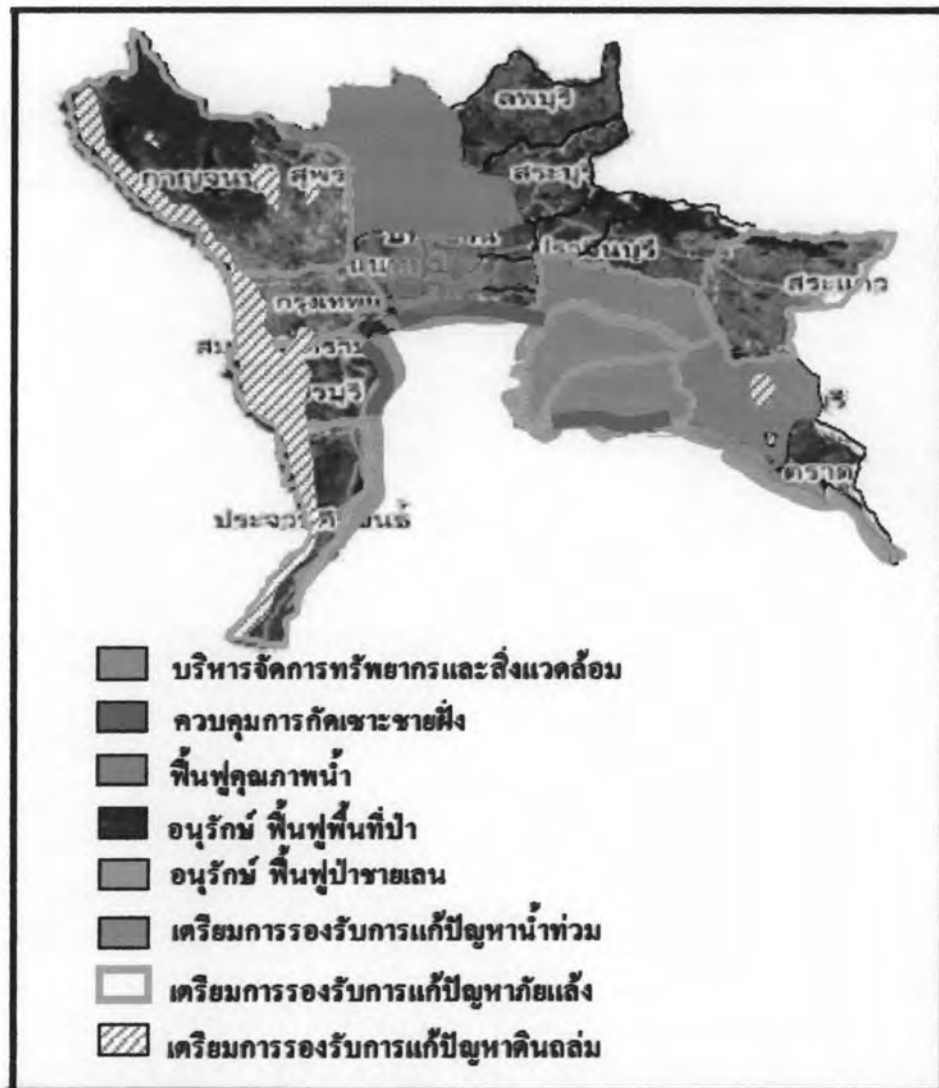 ลพบุรี
สระบุรี
กาญจนบุ สุพร
ปราจีนบุรี
สระแก้ว
กรุงเทพม
ตราด
บริหารจัดการทรัพยากรและสิ่งแวดล้อม
ควบคุมการกัดเซาะชายฝั่ง
ฟื้นฟูคุณภาพน้ำ
อนุรักษ์ ฟื้นฟูพื้นที่ป่า
อนุรักษ์ ฟื้นฟูป่าชายเลน
เตรียมการรองรับการแก้ปัญหาน้ำท่วม
เตรียมการรองรับการแก้ปัญหาภัยแล้ง
เตรียมการรองรับการแก้ปัญหาดินถล่ม